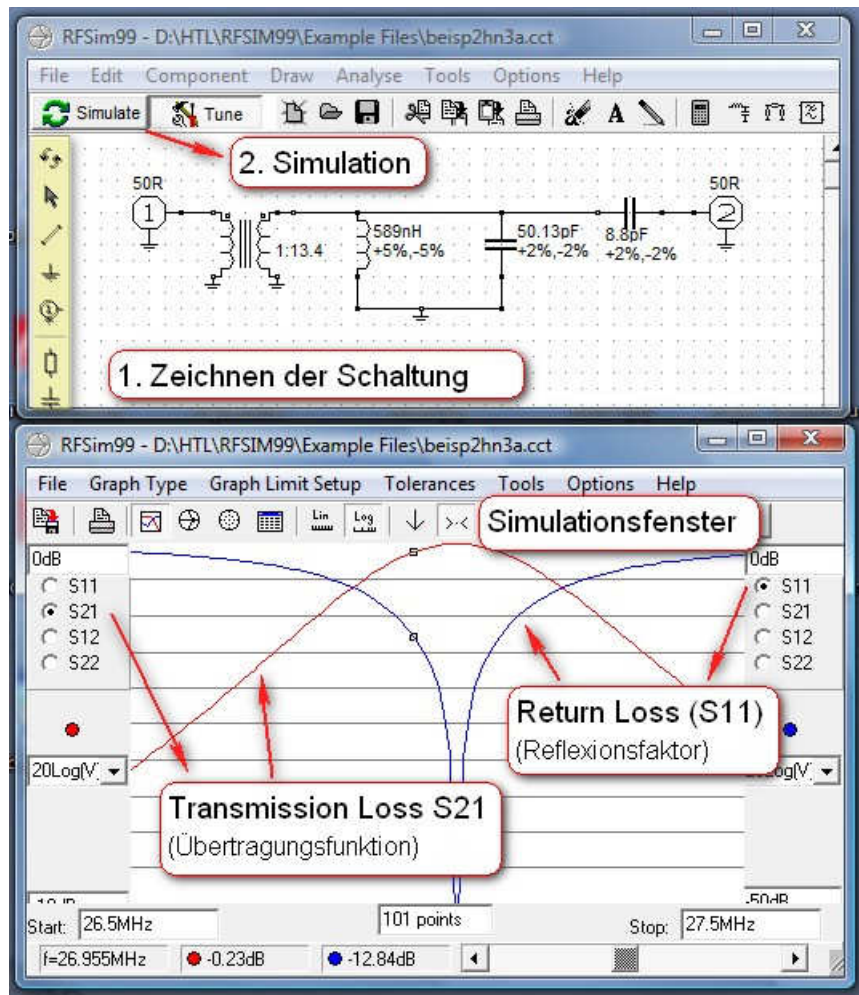 RFSim99 - D:\HTL\RFSIM99\Example Files\beisp2hn3a.cct
File Edit Component Draw Analyse Tools Options Help
Simulate Tune A
2. Simulation
50R
50R
1
2
1:13.4
589nH
+5%,-5%
50.13pF
+2%,-2%
8.8pF
+2%,-2%
1. Zeichnen der Schaltung
RFSim99 - D:\HTL\RFSIM99\Example Files\beisp2hn3a.cct
File Graph Type Graph Limit Setup Tolerances Tools Options Help
Lin Log
Simulationsfenster
0dB
0dB
S11
S21
S12
S22
S11
S21
S12
S22
Return Loss (S11)
(Reflexionsfaktor)
20Log(V)
Transmission Loss S21
(Übertragungsfunktion)
-50dB
Start: 26.5MHz
101 points
Stop: 27.5MHz
f=26.955MHz -0.23dB -12.84dB